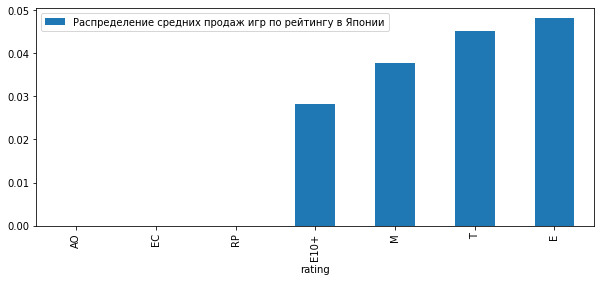 Распределение средних продаж игр по рейтингу в Японии
0.05
0.04
0.03
0.02
0.01
0.00
AO
EC
RP
E10+
M
T
E
rating